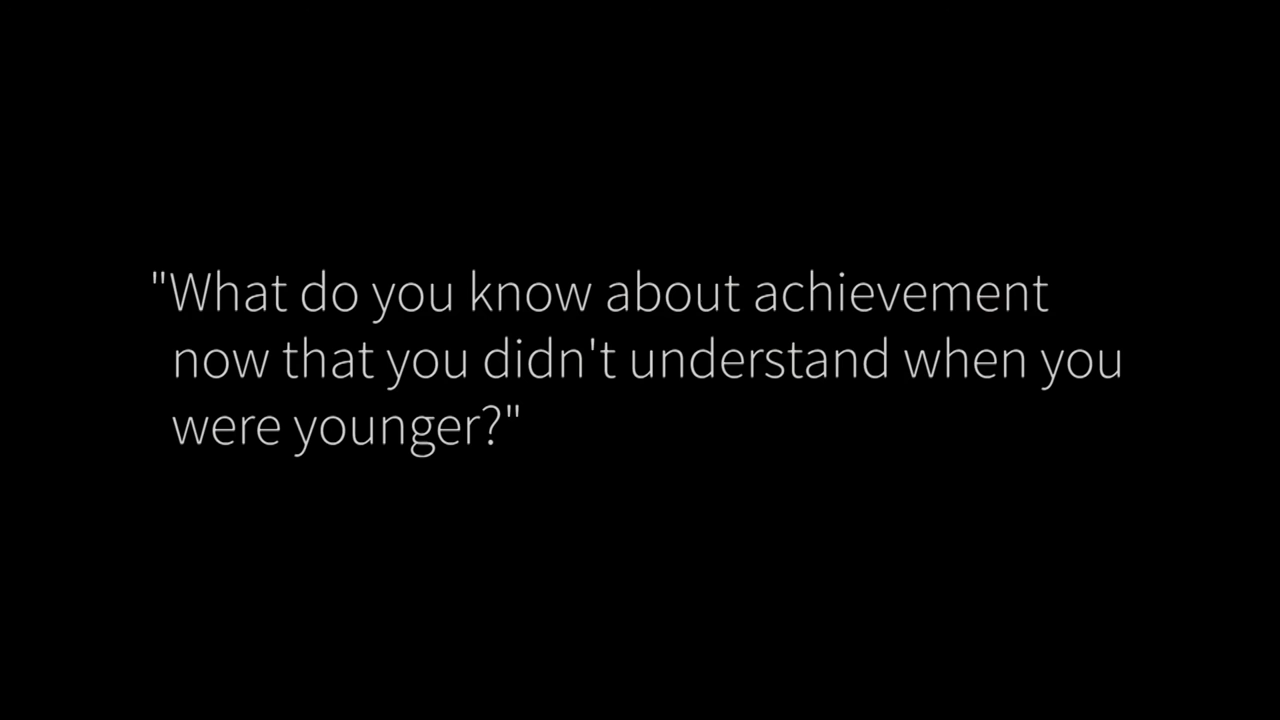 "What do you know about achievement
now that you didn't understand when you
were younger?"